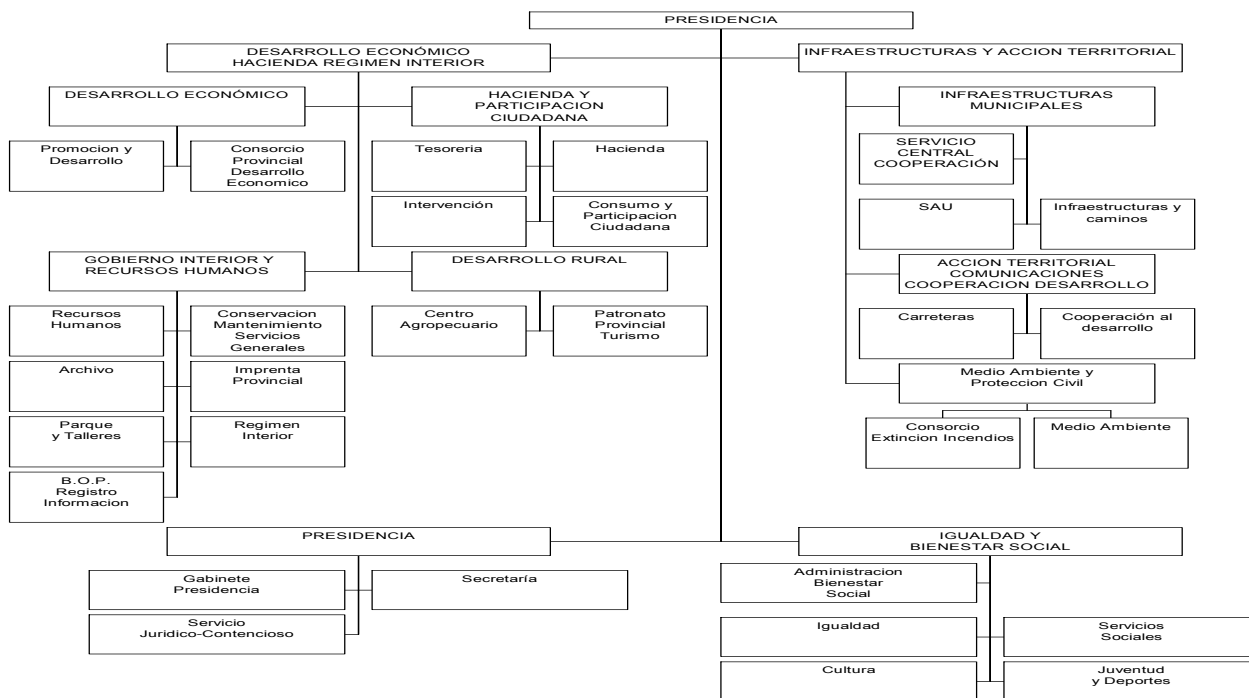 PRESIDENCIA
DESARROLLO ECONÓMICO
HACIENDA REGIMEN INTERIOR
INFRAESTRUCTURAS Y ACCION TERRITORIAL
DESARROLLO ECONÓMICO
HACIENDA Y
PARTICIPACION
CIUDADANA
INFRAESTRUCTURAS
MUNICIPALES
Promocion y
Desarrollo
Consorcio
Provincial
Desarrollo
Economico
Tesoreria
Hacienda
SERVICIO
CENTRAL
COOPERACIÓN
Intervención
Consumo y
Participacion
Ciudadana
SAU
Infraestructuras y
caminos
GOBIERNO INTERIOR Y
RECURSOS HUMANOS
DESARROLLO RURAL
ACCION TERRITORIAL
COMUNICACIONES
COOPERACION DESARROLLO
Recursos
Humanos
Conservacion
Mantenimiento
Servicios
Generales
Centro
Agropecuario
Patronato
Provincial
Turismo
Carreteras
Cooperación al
desarrollo
Archivo
Imprenta
Provincial
Medio Ambiente y
Proteccion Civil
Parque
y Talleres
Regimen
Interior
Consorcio
Extincion Incendios
Medio Ambiente
B.O.P.
Registro
Informacion
PRESIDENCIA
IGUALDAD Y
BIENESTAR SOCIAL
Gabinete
Presidencia
Secretaría
Administracion
Bienestar
Social
Servicio
Juridico-Contencioso
Igualdad
Servicios
Sociales
Cultura
Juventud
y Deportes